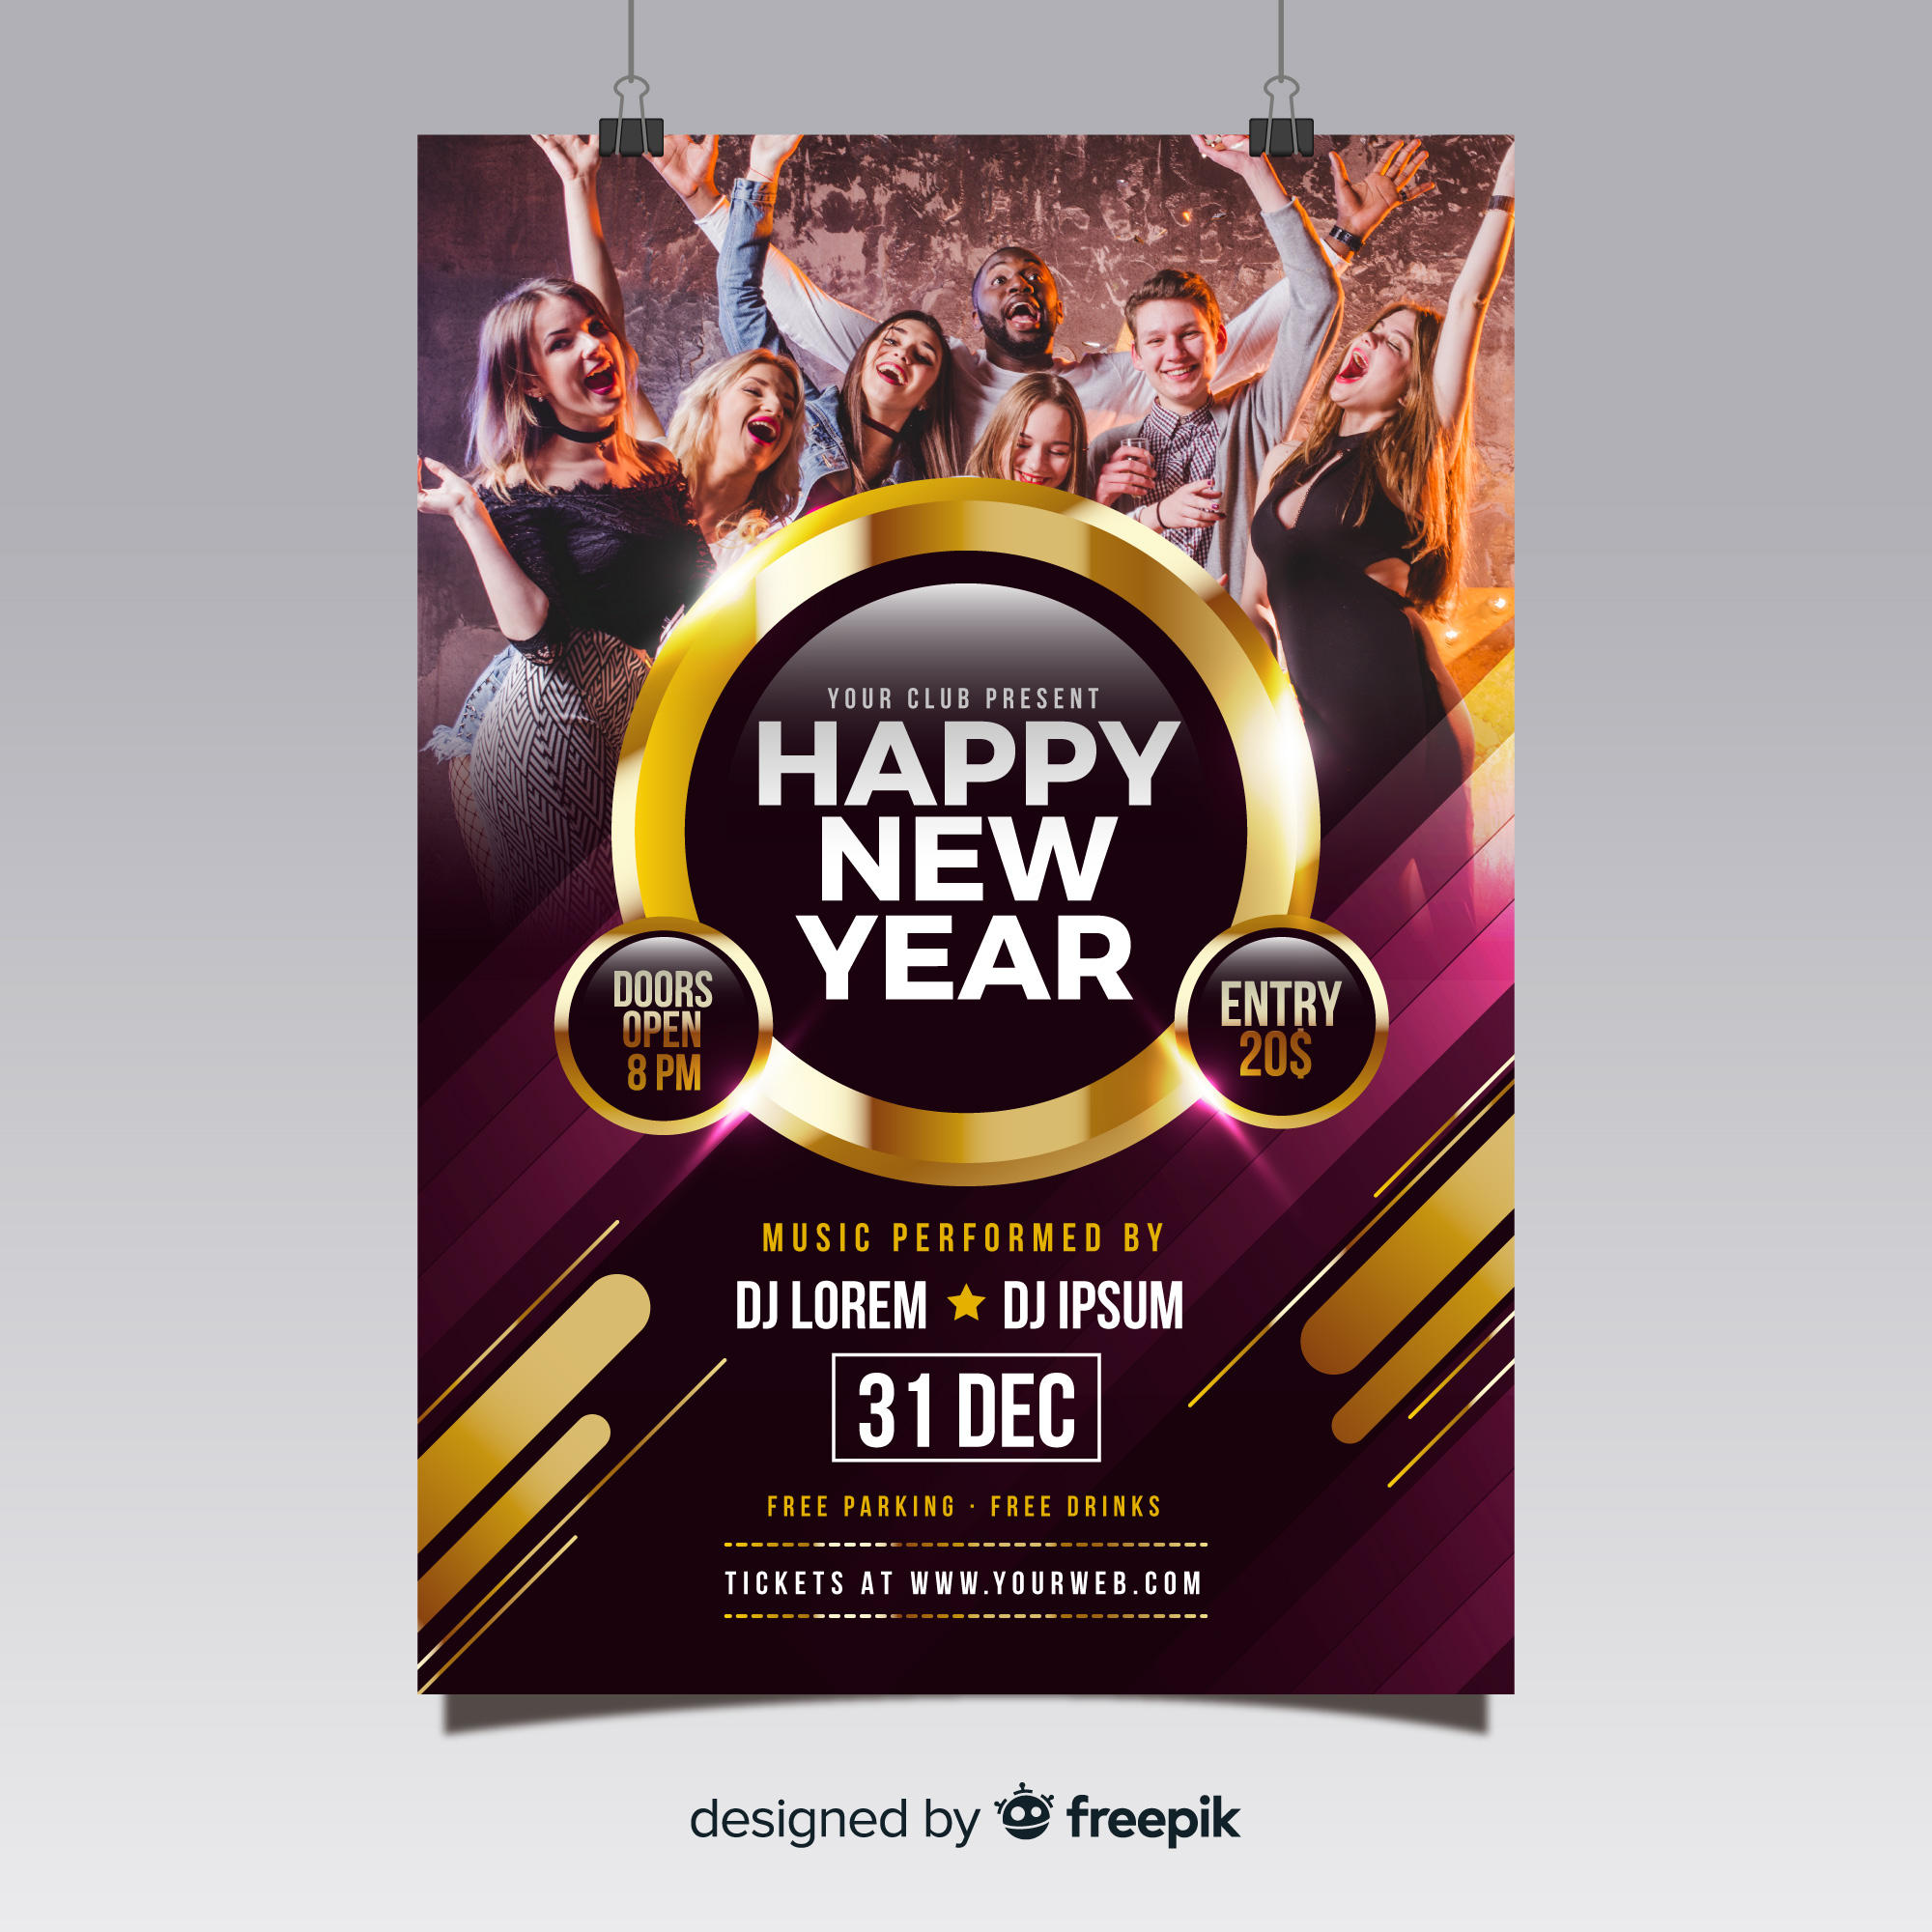 YOUR CLUB PRESENT
HAPPY
NEW
YEAR
DOORS
OPEN
8 PM
ENTRY
20$
MUSIC PERFORMED BY
DJ LOREM ★ DJ IPSUM
31 DEC
FREE PARKING · FREE DRINKS
TICKETS AT WWW.YOURWEB.COM
designed by freepik